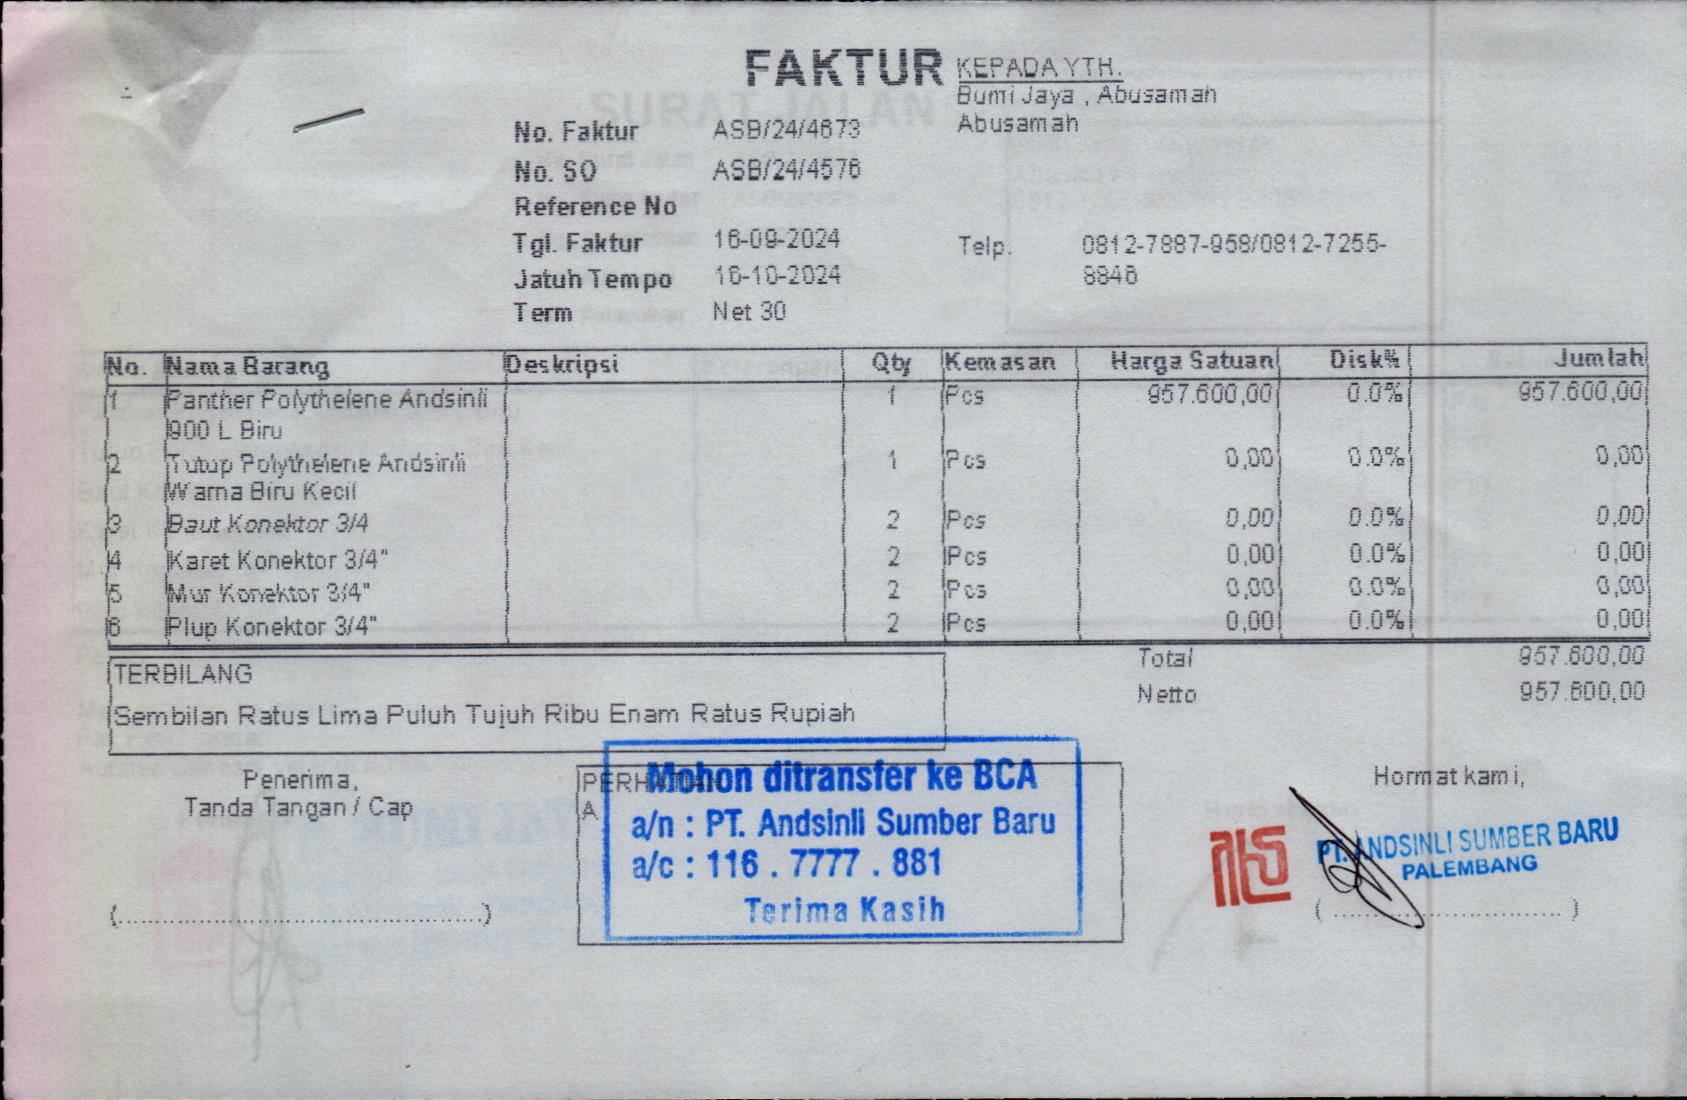 FAKTUR
KEPADA YTH.
Bumi Jaya , Abusamah
Abusamah
No. Faktur ASB/24/4673
No. SO ASB/24/4576
Reference No
Tgl. Faktur 16-09-2024
Jatuh Tempo 16-10-2024
Term Net 30
Telp. 0812-7887-958/0812-7255-
8846
No. Nama Barang Deskripsi Qty Kemasan Harga Satuan Disk% Jumlah
1 Panther Polythelene Andsinli 1 Pcs 957.600,00 0.0% 957.600,00
900 L Biru
2 Tutup Polythelene Andsinli 1 Pcs 0,00 0.0% 0,00
Warna Biru Kecil
3 Baut Konektor 3/4 2 Pcs 0,00 0.0% 0,00
4 Karet Konektor 3/4" 2 Pcs 0,00 0.0% 0,00
5 Mur Konektor 3/4" 2 Pcs 0,00 0.0% 0,00
6 Plup Konektor 3/4" 2 Pcs 0,00 0.0% 0,00
Total 957.600,00
Netto 957.600,00
TERBILANG
Sembilan Ratus Lima Puluh Tujuh Ribu Enam Ratus Rupiah
Penerima,
Tanda Tangan / Cap
(..................................................)
PERHATIAN
A
Mohon ditransfer ke BCA
a/n : PT. Andsinli Sumber Baru
a/c : 116 . 7777 . 881
Terima Kasih
Hormat kami,
PT. ANDSINLI SUMBER BARU
PALEMBANG
( ................................ )
SURAT JALAN